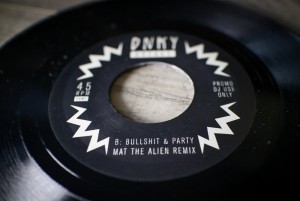 DNKY
45
RPM
PROMO
DJ USE
ONLY
B: BULLSHIT & PARTY
MAT THE ALIEN REMIX